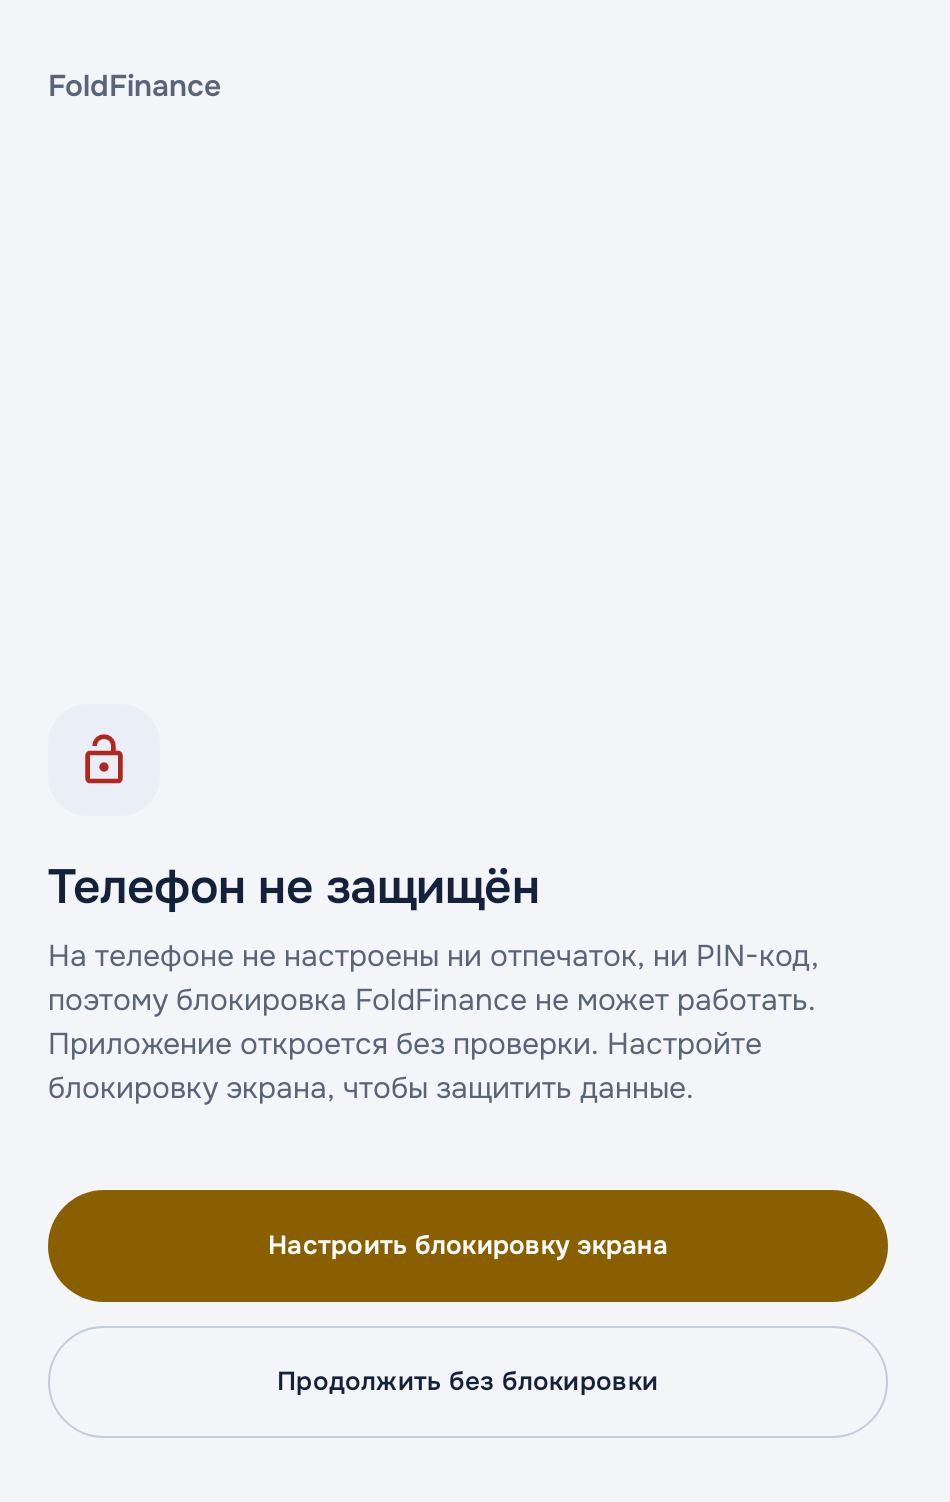 FoldFinance
Телефон не защищён
На телефоне не настроены ни отпечаток, ни PIN-код,
поэтому блокировка FoldFinance не может работать.
Приложение откроется без проверки. Настройте
блокировку экрана, чтобы защитить данные.
Настроить блокировку экрана
Продолжить без блокировки